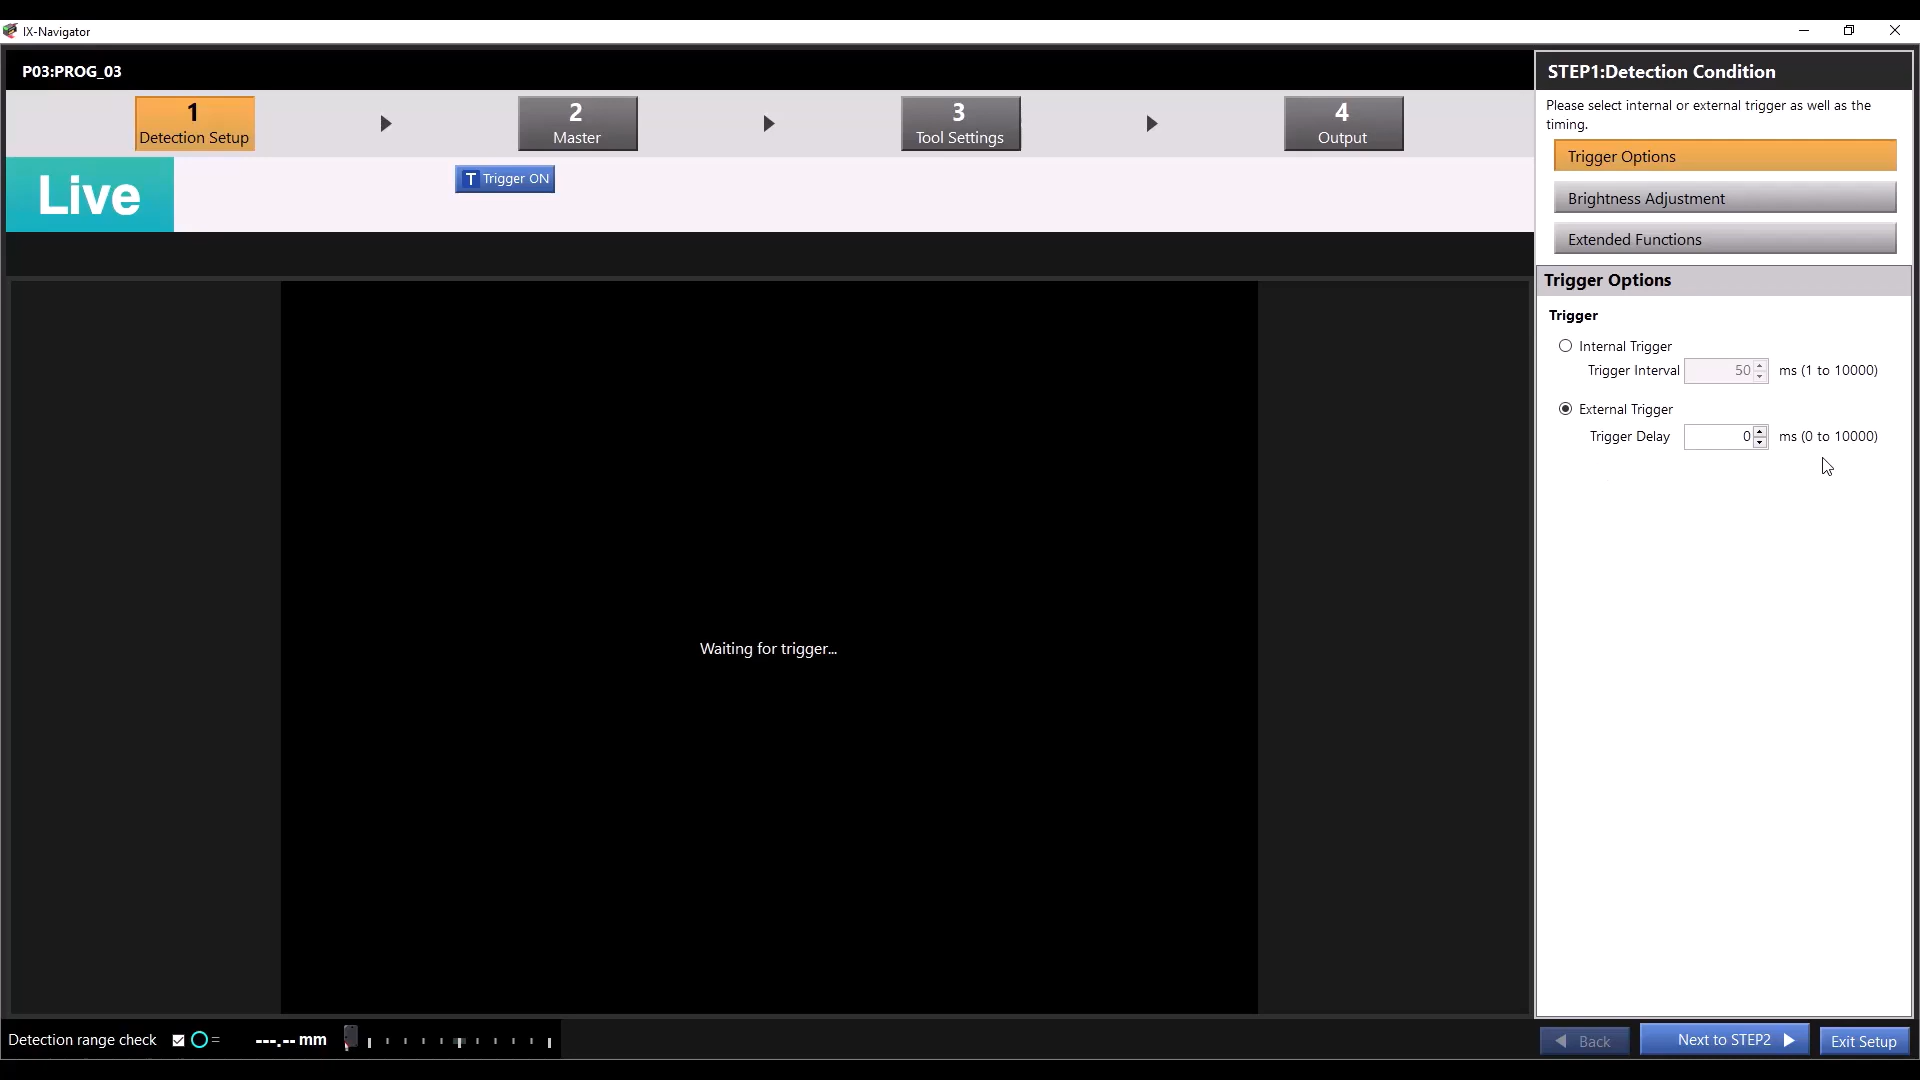 IX-Navigator
P03:PROG_03
1
Detection Setup
2
Master
3
Tool Settings
4
Output
Live
T Trigger ON
Waiting for trigger...
STEP1:Detection Condition
Please select internal or external trigger as well as the
timing.
Trigger Options
Brightness Adjustment
Extended Functions
Trigger Options
Trigger
Internal Trigger
Trigger Interval 50 ms (1 to 10000)
External Trigger
Trigger Delay 0 ms (0 to 10000)
Detection range check = ---.-- mm
Back
Next to STEP2
Exit Setup